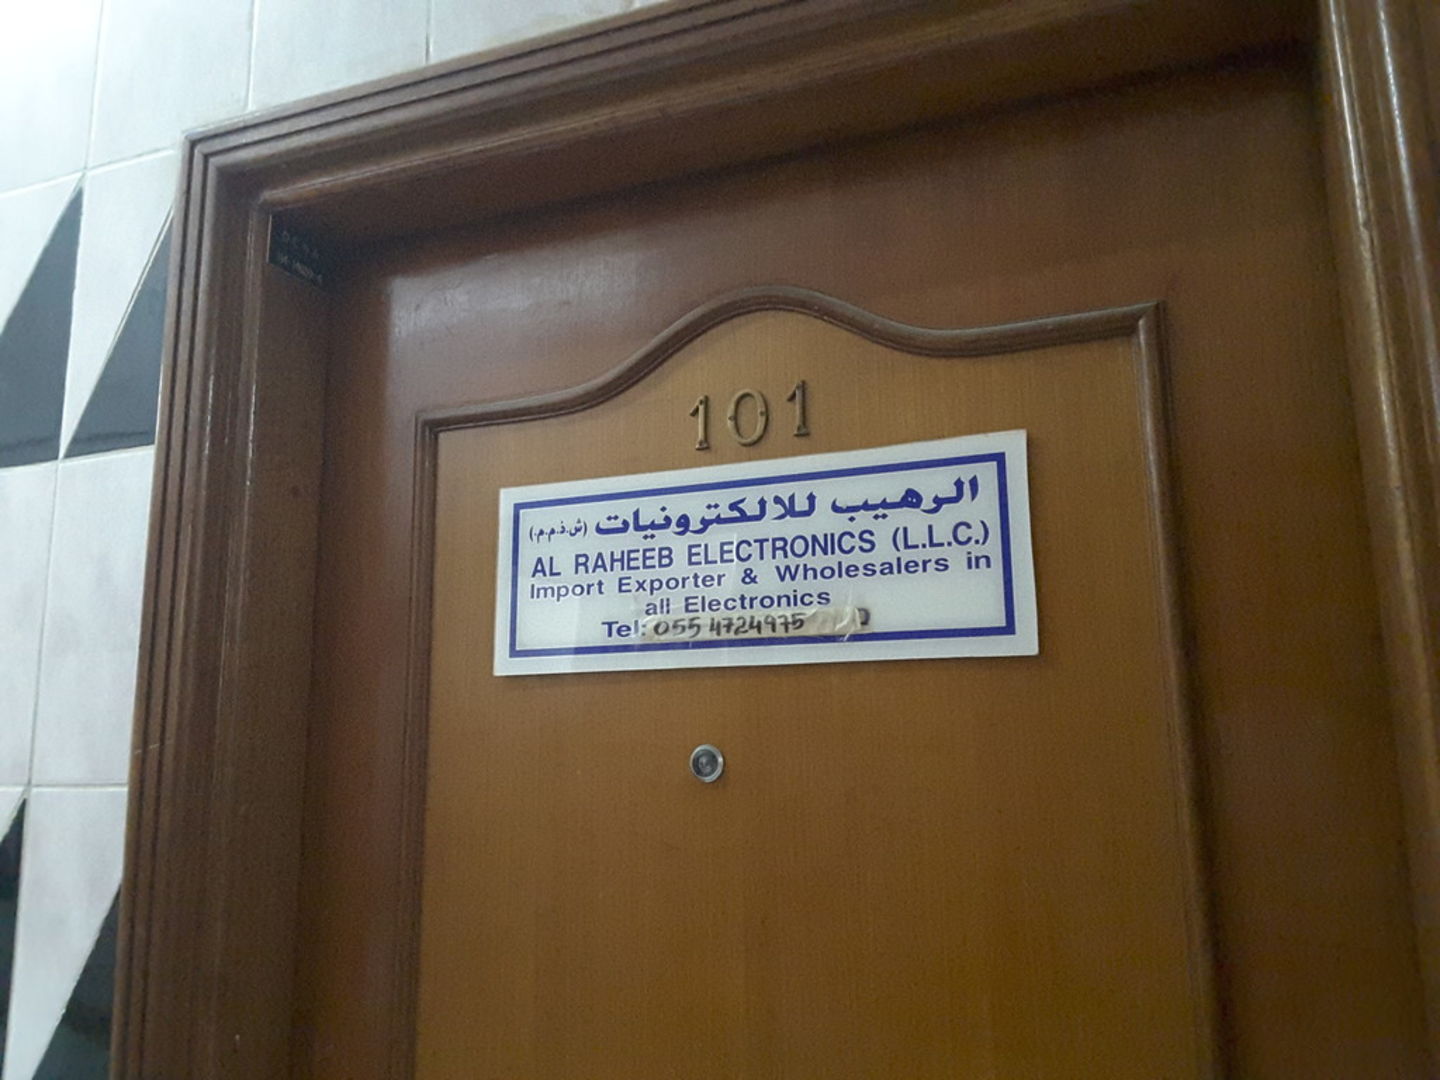 101
الرهيب للالكترونيات (ش.ذ.م.م.)
AL RAHEEB ELECTRONICS (L.L.C.)
Import Exporter & Wholesalers in
all Electronics
Tel: 055 4724975